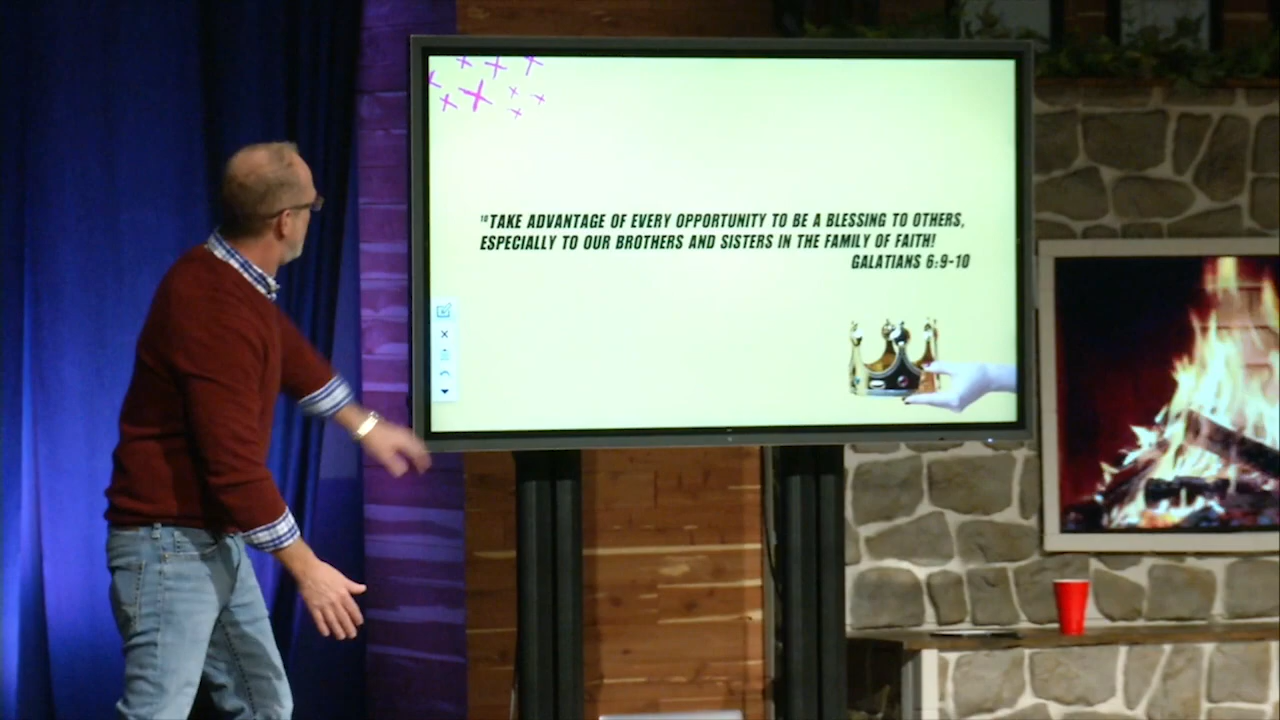 ¹⁰TAKE ADVANTAGE OF EVERY OPPORTUNITY TO BE A BLESSING TO OTHERS,
ESPECIALLY TO OUR BROTHERS AND SISTERS IN THE FAMILY OF FAITH!
GALATIANS 6:9-10